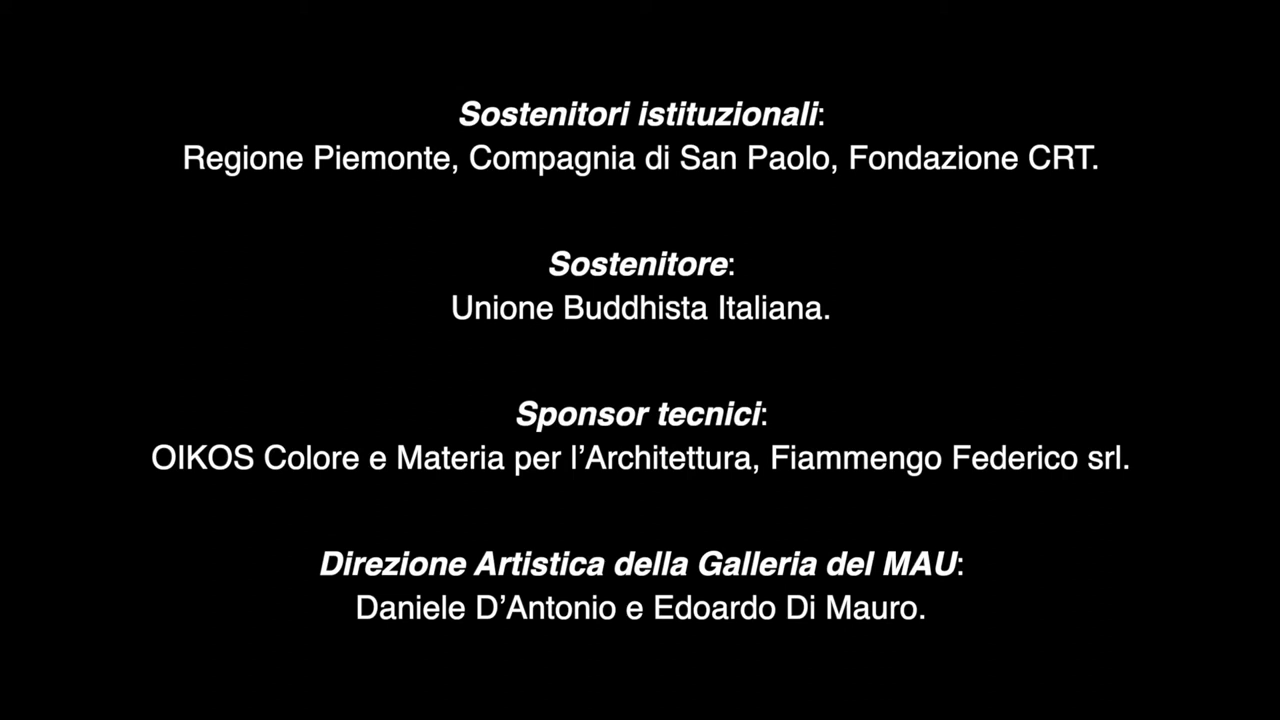 Sostenitori istituzionali:
Regione Piemonte, Compagnia di San Paolo, Fondazione CRT.
Sostenitore:
Unione Buddhista Italiana.
Sponsor tecnici:
OIKOS Colore e Materia per l’Architettura, Fiammengo Federico srl.
Direzione Artistica della Galleria del MAU:
Daniele D’Antonio e Edoardo Di Mauro.